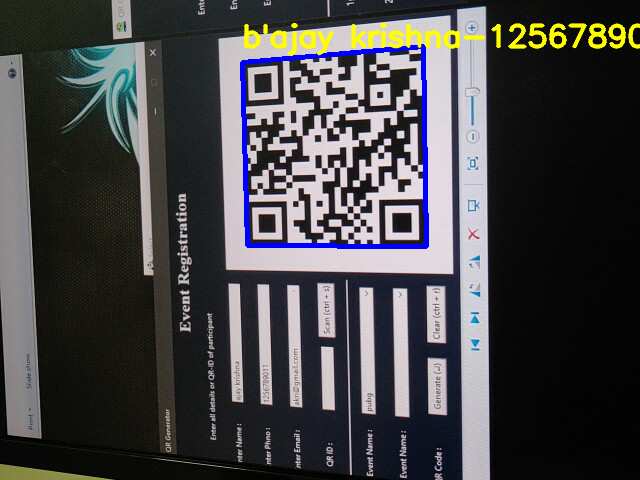 b'ajay krishna-12567890
Print
Slide show
QR Generator
Event Registration
Enter all details or QR-ID of participant
nter Name :
ajay krishna
nter Phno :
1256789011
nter Email :
akri@gmail.com
QR ID :
Scan (ctrl + s)
Event Name :
pubg
Event Name :
R Code :
Generate (↵)
Clear (ctrl + r)